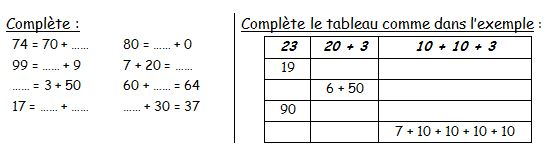 Complète :
74 = 70 + ...... 80 = ...... + 0
99 = ...... + 9 7 + 20 = ......
...... = 3 + 50 60 + ...... = 64
17 = ...... + ...... ...... + 30 = 37
Complète le tableau comme dans l'exemple :
23 20 + 3 10 + 10 + 3
19
6 + 50
90
7 + 10 + 10 + 10 + 10